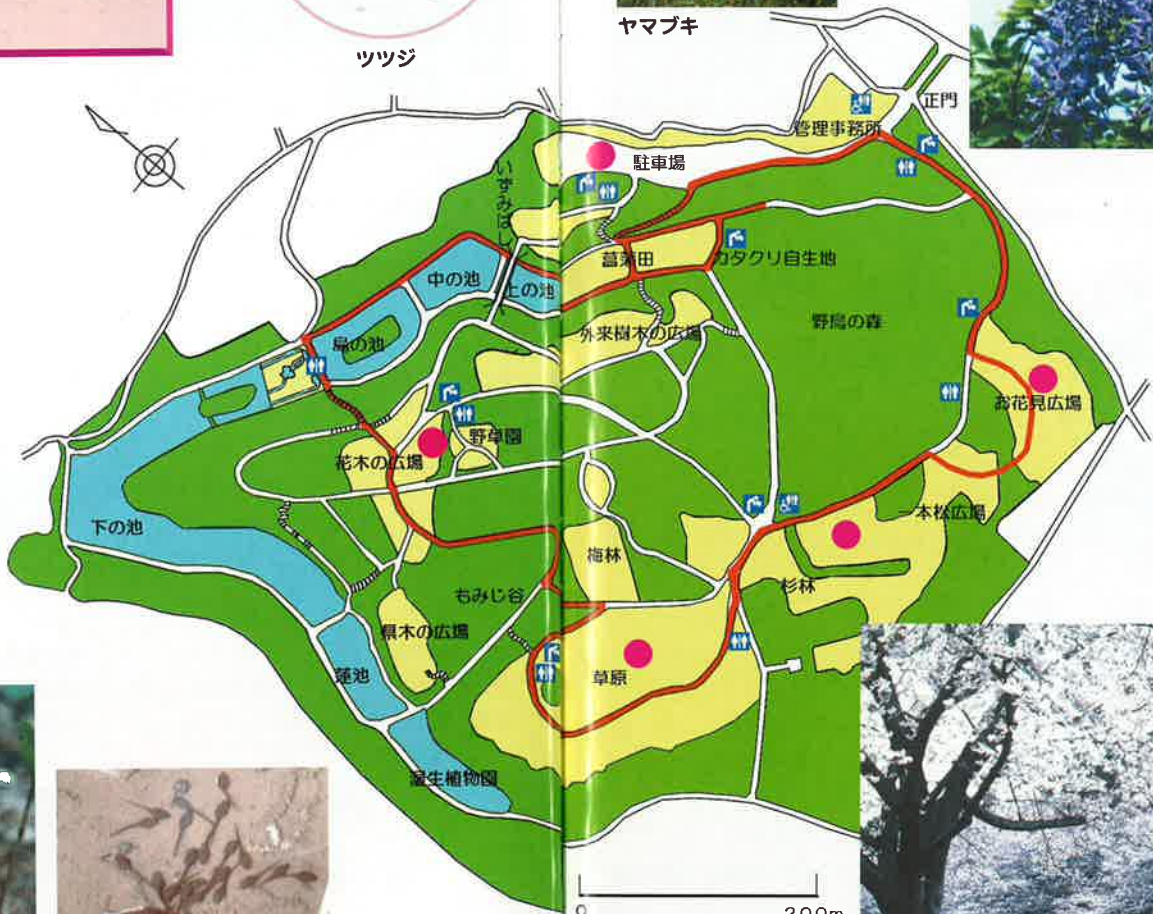 ツツジ
ヤマブキ
正門
管理事務所
駐車場
いずみはし
菖蒲田
カタクリ自生地
中の池
上の池
島の池
外来樹木の広場
野鳥の森
お花見広場
花木の広場
野草園
一本松広場
下の池
梅林
杉林
もみじ谷
県木の広場
蓮池
草原
湿生植物園
0
200m